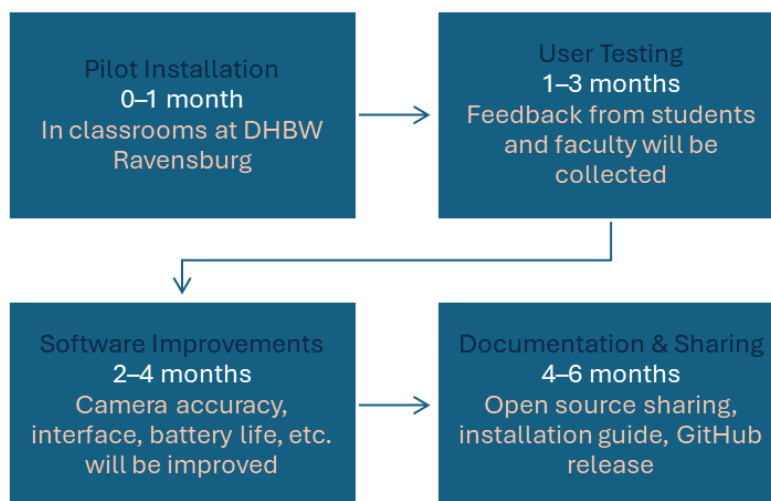 Pilot Installation
0–1 month
In classrooms at DHBW
Ravensburg
User Testing
1–3 months
Feedback from students
and faculty will be
collected
Software Improvements
2–4 months
Camera accuracy,
interface, battery life, etc.
will be improved
Documentation & Sharing
4–6 months
Open source sharing,
installation guide, GitHub
release